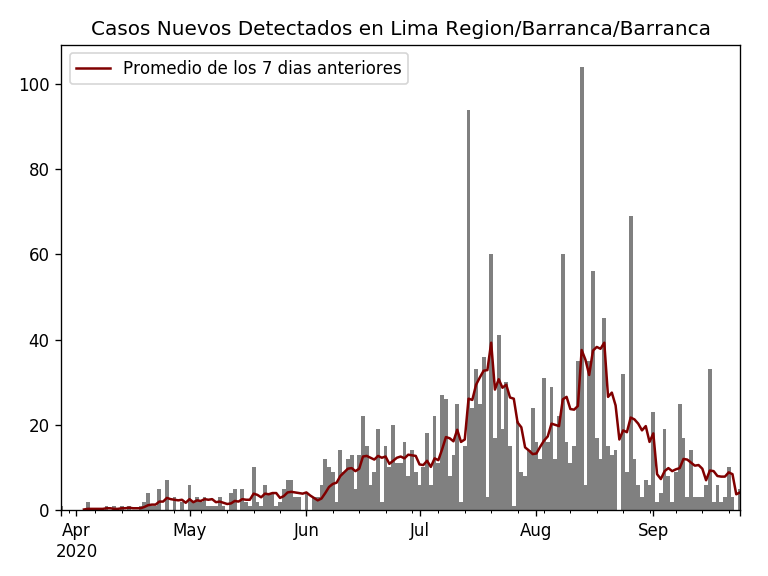 Casos Nuevos Detectados en Lima Region/Barranca/Barranca
Promedio de los 7 dias anteriores
100
80
60
40
20
0
Apr May Jun Jul Aug Sep
2020